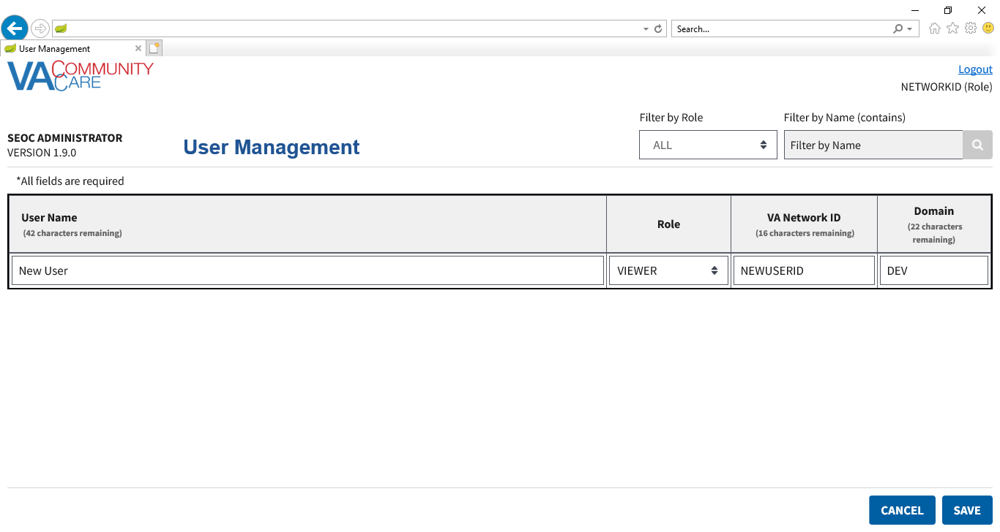 Search...
User Management
VA COMMUNITY CARE
Logout
NETWORKID (Role)
Filter by Role
Filter by Name (contains)
SEOC ADMINISTRATOR
VERSION 1.9.0
User Management
ALL
Filter by Name
*All fields are required
User Name
(42 characters remaining)
Role
VA Network ID
(16 characters remaining)
Domain
(22 characters
remaining)
New User
VIEWER
NEWUSERID
DEV
CANCEL
SAVE